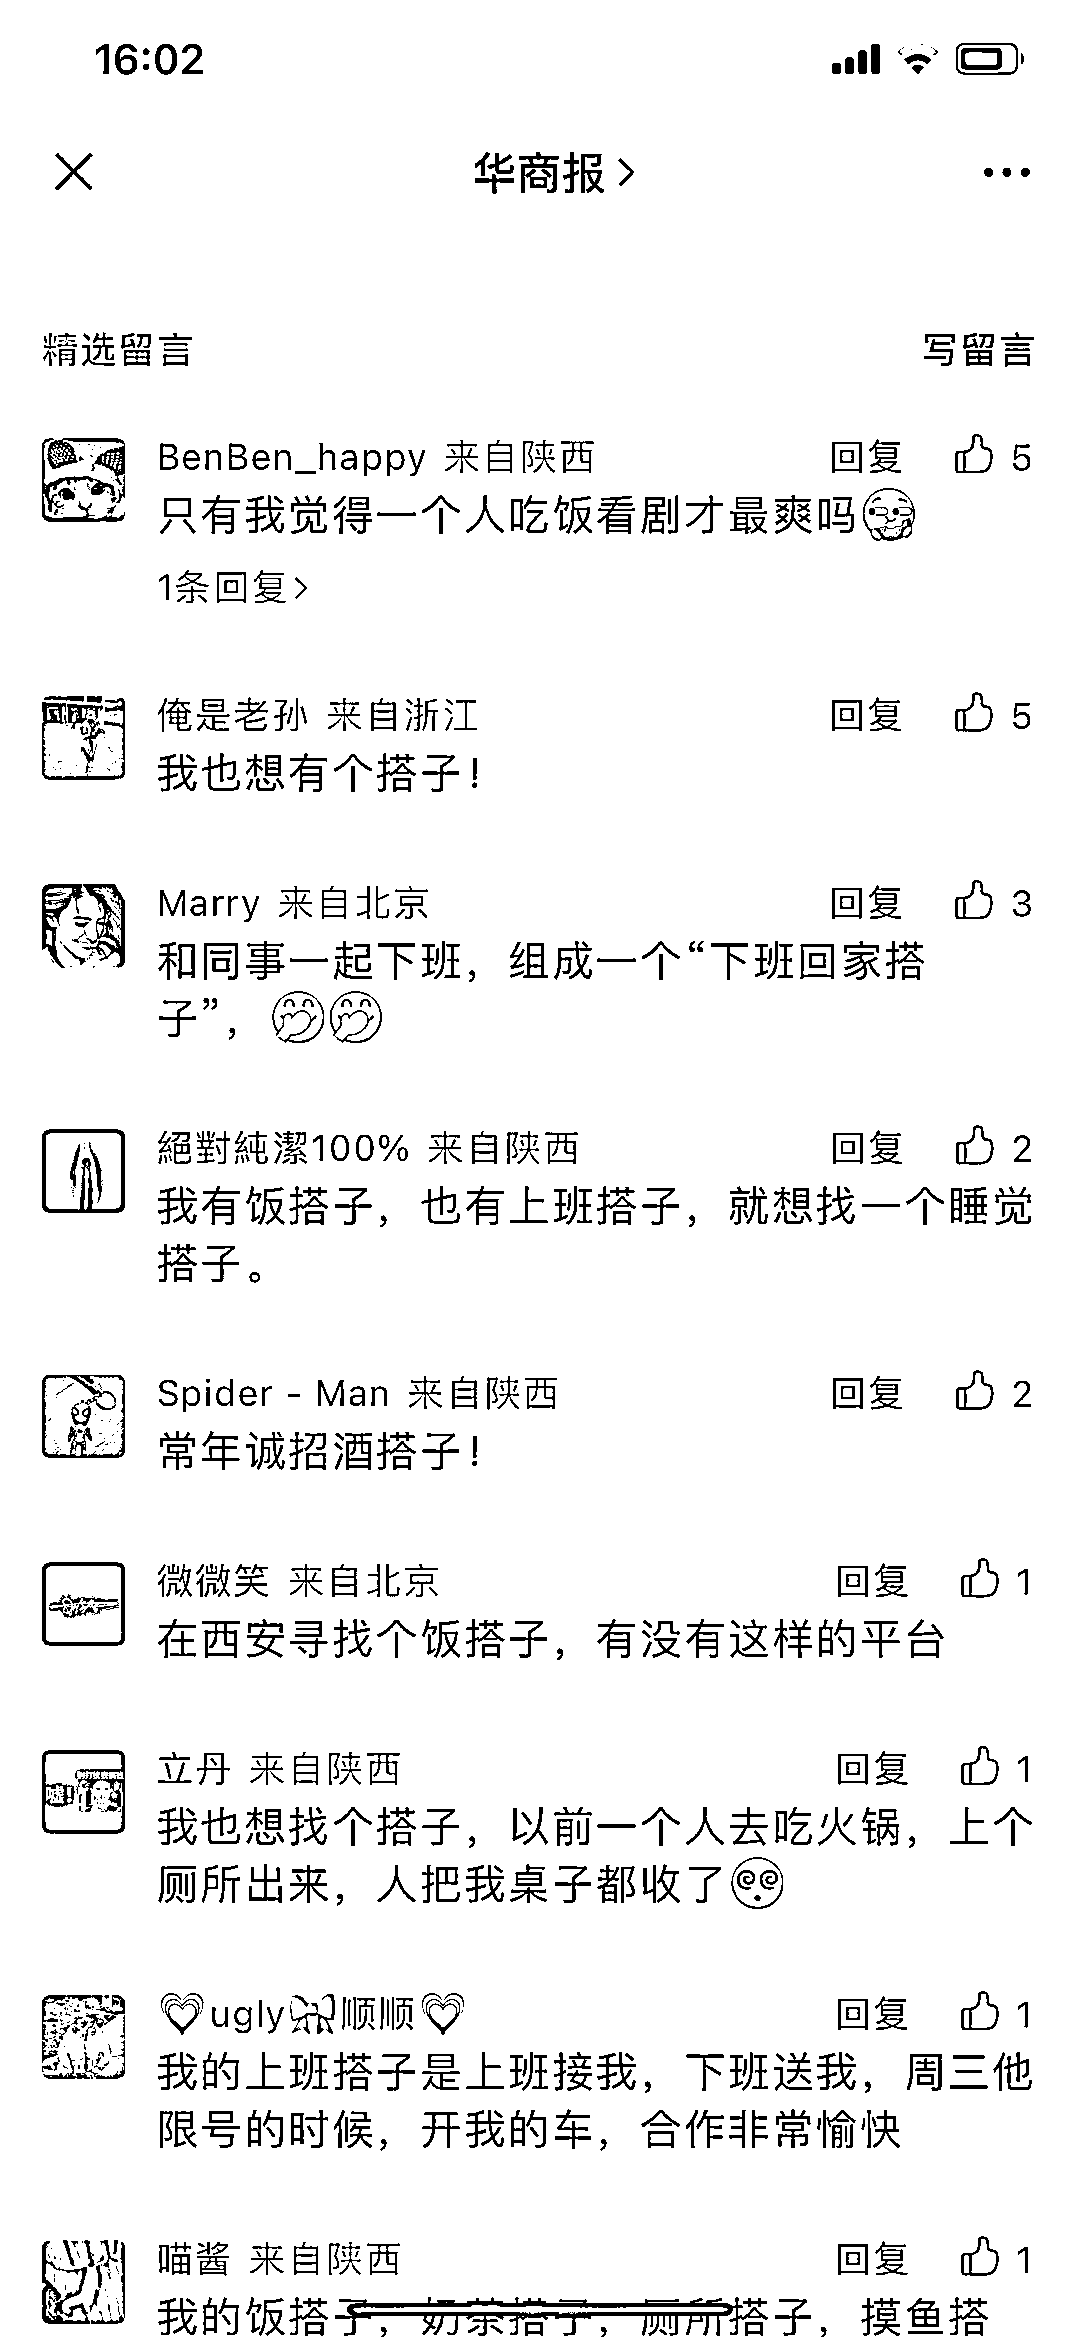 16:02
华商报
精选留言 写留言
BenBen_happy 来自陕西 回复 5
只有我觉得一个人吃饭看剧才最爽吗
1条回复
俺是老孙 来自浙江 回复 5
我也想有个搭子!
Marry 来自北京 回复 3
和同事一起下班，组成一个“下班回家搭
子”，🤭🤭
絕對純潔100% 来自陕西 回复 2
我有饭搭子，也有上班搭子，就想找一个睡觉
搭子。
Spider - Man 来自陕西 回复 2
常年诚招酒搭子!
微微笑 来自北京 回复 1
在西安寻找个饭搭子，有没有这样的平台
立丹 来自陕西 回复 1
我也想找个搭子，以前一个人去吃火锅，上个
厕所出来，人把我桌子都收了😵‍💫
💗ugly🎀顺顺💗 回复 1
我的上班搭子是上班接我，下班送我，周三他
限号的时候，开我的车，合作非常愉快
喵酱 来自陕西 回复 1
我的饭搭子，奶茶搭子，厕所搭子，摸鱼搭